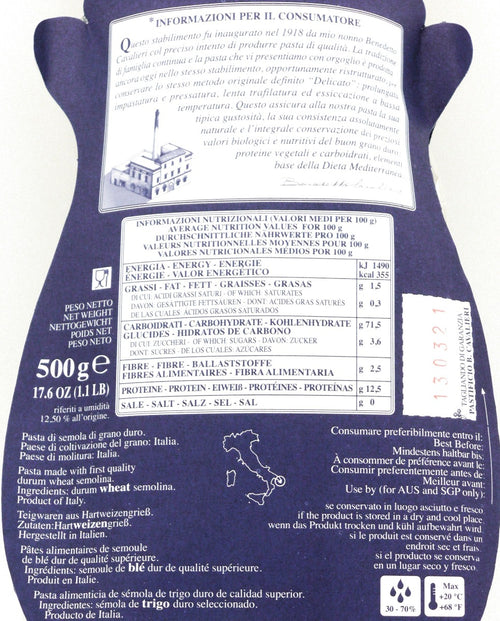 *INFORMAZIONI PER IL CONSUMATORE
Questo stabilimento fu inaugurato nel 1918 da mio nonno Benedetto
Cavalieri col preciso intento di produrre pasta di qualità. La tradizione
di famiglia continua e la pasta che vi presentiamo con orgoglio è prodotta
ancora oggi nello stesso stabilimento, opportunamente ristrutturato, per
conservare lo stesso metodo originale definito "Delicato": prolungata
impastatura e pressatura, lenta trafilatura ed essiccazione a bassa
temperatura. Questo assicura alla nostra pasta la sua
tipica gustosità, la sua consistenza assolutamente
naturale e l'integrale conservazione dei preziosi
valori biologici e nutritivi del buon grano duro,
proteine vegetali e carboidrati, elementi
base della Dieta Mediterranea
INFORMAZIONI NUTRIZIONALI (VALORI MEDI PER 100 g)
AVERAGE NUTRITION VALUES FOR 100 g
DURCHSCHNITTLICHE NÄHRWERTE PRO 100 g
VALEURS NUTRITIONNELLES MOYENNES POUR 100 g
VALORES NUTRICIONALES MÉDIOS POR 100 g
ENERGIA - ENERGY - ENERGIE kJ 1490
ÉNERGIE - VALOR ENERGÉTICO kcal 355
GRASSI - FAT - FETT - GRAISSES - GRASAS g 1,5
DI CUI ACIDI GRASSI SATURI - OF WHICH SATURATES
DAVON: GESÄTTIGTE FETTSÄUREN - DONT: ACIDES GRAS SATURÉS g 0,3
DE LAS CUALES: ACIDOS GRASOS SATURADOS
CARBOIDRATI - CARBOHYDRATE - KOHLENHYDRATE g 71,5
GLUCIDES - HIDRATOS DE CARBONO
DI CUI ZUCCHERI - OF WHICH SUGARS - DAVON: ZUCKER g 3,6
DONT: SUCRES - DE LOS CUALES: AZÚCARES
FIBRE - FIBRE - BALLASTSTOFFE g 2,5
FIBRES ALIMENTAIRES - FIBRA ALIMENTARIA
PROTEINE - PROTEIN - EIWEIß - PROTÉINES - PROTEÍNAS g 12,5
SALE - SALT - SALZ - SEL - SAL g 0
PESO NETTO
NET WEIGHT
NETTOGEWICHT
POIDS NET
PESO NETO
500 g e
17.6 OZ (1.1 LB)
riferiti a umidità
12,50 % all'origine.
TAGLIANDO DI GARANZIA
PASTIFICIO B. CAVALIERI
130321
Pasta di semola di grano duro.
Paese di coltivazione del grano: Italia.
Paese di molitura: Italia.
Pasta made with first quality
durum wheat semolina.
Ingredients: durum wheat semolina.
Product of Italy.
Teigwaren aus Hartweizengrieß.
Zutaten:Hartweizengrieß.
Hergestellt in Italien.
Pâtes alimentaires de semoule
de blé dur de qualité supérieure.
Ingrédients: semoule de blé dur de qualité supérieure.
Produit en Italie.
Pasta alimenticia de sémola de trigo duro de calidad superior.
Ingredientes: sémola de trigo duro seleccionado.
Producto de Italia.
Consumare preferibilmente entro il:
Best Before:
Mindestens haltbar bis:
À consommer de préférence avant le:
Consumir preferentemente antes de
Meilleur avant:
Use by (for AUS and SGP only):
se conservato in luogo asciutto e fresco
if the product is stored in a dry and cool place
wenn das Produkt trocken und kühl aufbewahrt wird
si le produit est conservé dans un
endroit sec et frais
si el producto se conserva
en un lugar seco y fresco
30 - 70%
Max
+20 °C
+68 °F